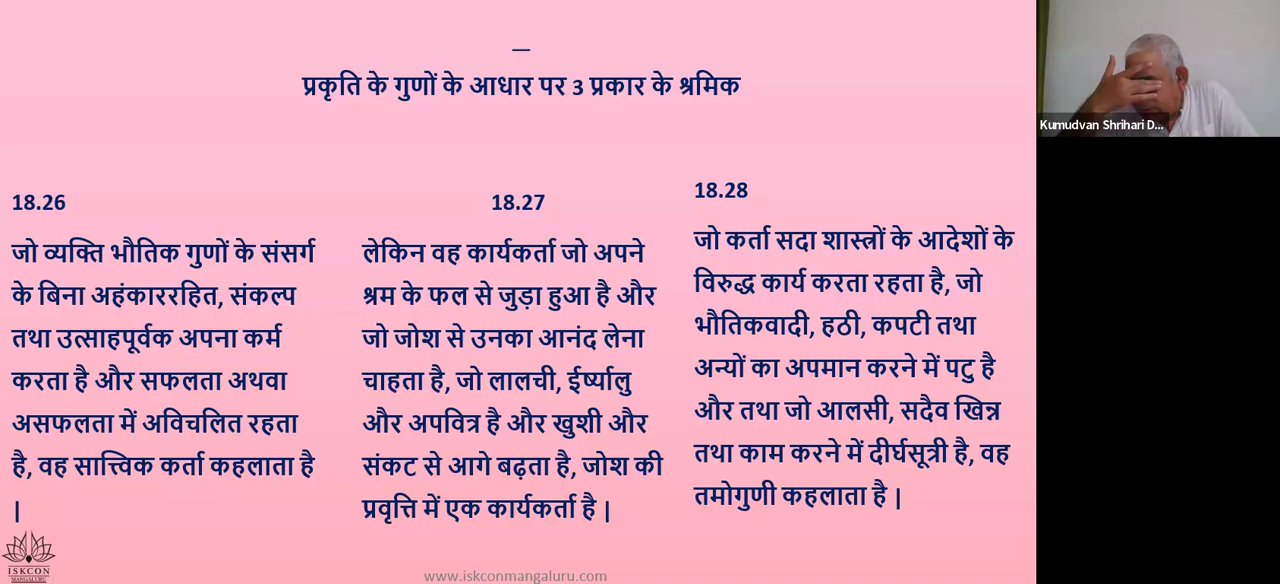 —
प्रकृति के गुणों के आधार पर 3 प्रकार के श्रमिक
18.26
जो व्यक्ति भौतिक गुणों के संसर्ग
के बिना अहंकाररहित, संकल्प
तथा उत्साहपूर्वक अपना कर्म
करता है और सफलता अथवा
असफलता में अविचलित रहता
है, वह सात्त्विक कर्ता कहलाता है
|
18.27
लेकिन वह कार्यकर्ता जो अपने
श्रम के फल से जुड़ा हुआ है और
जो जोश से उनका आनंद लेना
चाहता है, जो लालची, ईर्ष्यालु
और अपवित्र है और खुशी और
संकट से आगे बढ़ता है, जोश की
प्रवृत्ति में एक कार्यकर्ता है |
18.28
जो कर्ता सदा शास्त्रों के आदेशों के
विरुद्ध कार्य करता रहता है, जो
भौतिकवादी, हठी, कपटी तथा
अन्यों का अपमान करने में पटु है
और तथा जो आलसी, सदैव खिन्न
तथा काम करने में दीर्घसूत्री है, वह
तमोगुणी कहलाता है |
ISKCON
MANGALURU
www.iskconmangaluru.com
Kumudvan Shrihari D...